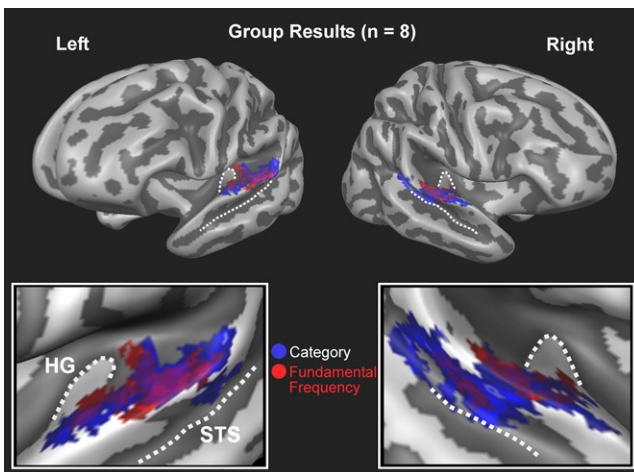 Group Results (n = 8)
Left
Right
HG
STS
Category
Fundamental
Frequency